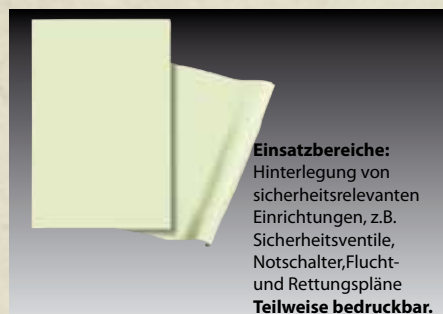 Einsatzbereiche:
Hinterlegung von
sicherheitsrelevanten
Einrichtungen, z.B.
Sicherheitsventile,
Notschalter,Flucht-
und Rettungspläne
Teilweise bedruckbar.